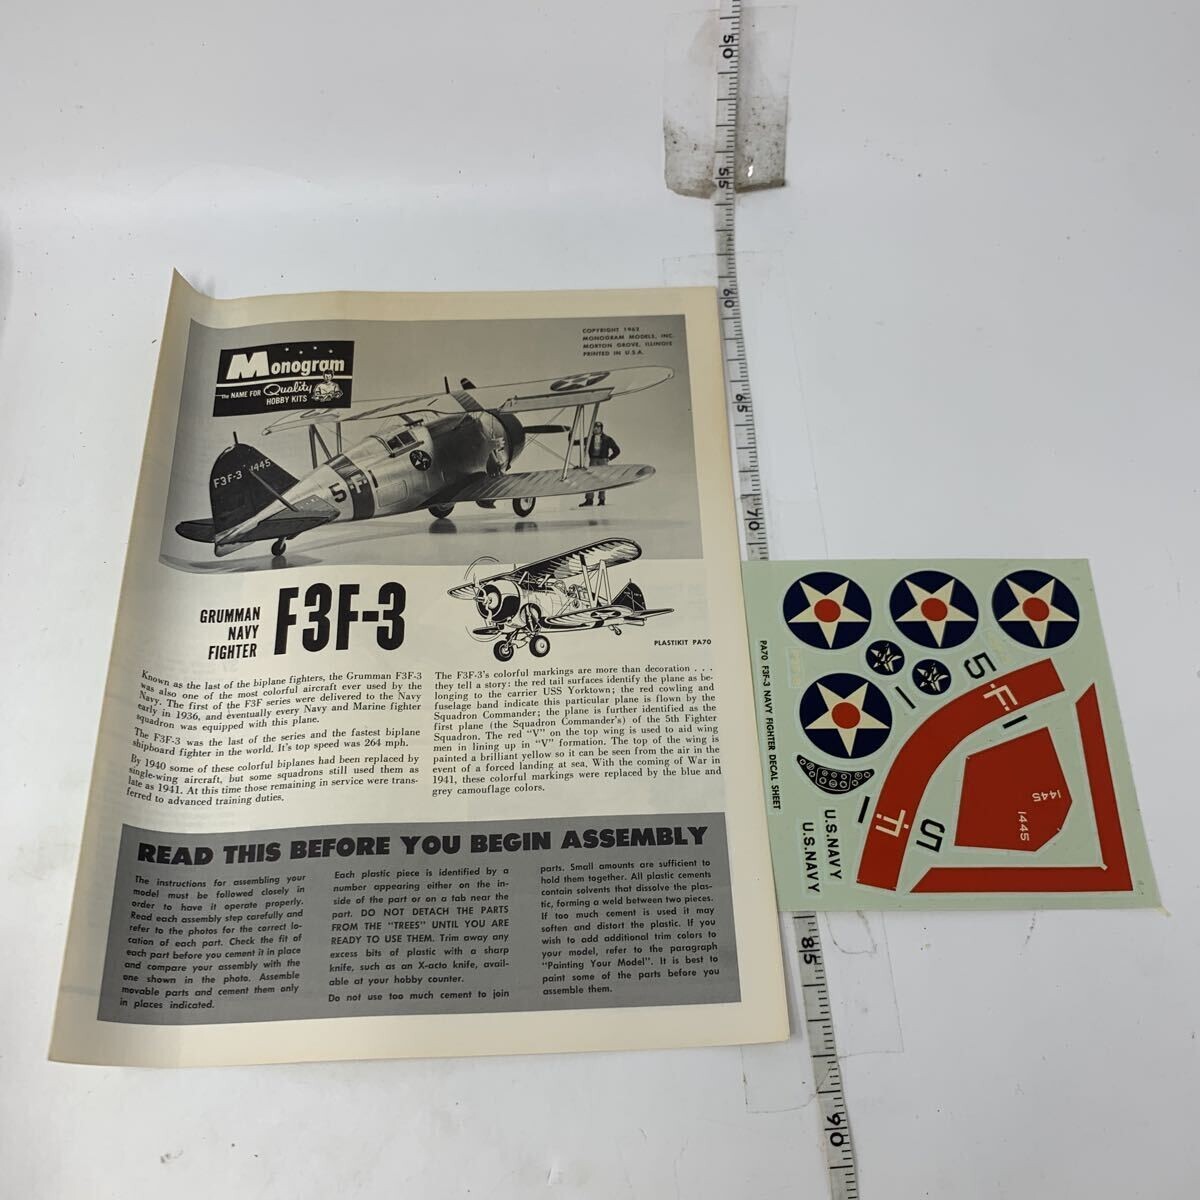 Monogram
The NAME FOR Quality
HOBBY KITS
COPYRIGHT 1962
MONOGRAM MODELS, INC.
MORTON GROVE, ILLINOIS
PRINTED IN U.S.A.
F3F-3 1445
5-F-1
GRUMMAN
NAVY
FIGHTER
F3F-3
PLASTIKIT PA70
Known as the last of the biplane fighters, the Grumman F3F-3
was also one of the most colorful aircraft ever used by the
Navy. The first of the F3F series were delivered to the Navy
early in 1936, and eventually every Navy and Marine fighter
squadron was equipped with this plane.
The F3F-3 was the last of the series and the fastest biplane
shipboard fighter in the world. It's top speed was 264 mph.
By 1940 some of these colorful biplanes had been replaced by
single-wing aircraft, but some squadrons still used them as
late as 1941. At this time those remaining in service were trans-
ferred to advanced training duties.
The F3F-3's colorful markings are more than decoration . . .
they tell a story: the red tail surfaces identify the plane as be-
longing to the carrier USS Yorktown; the red cowling and
fuselage band indicate this particular plane is flown by the
Squadron Commander; the plane is further identified as the
first plane (the Squadron Commander's) of the 5th Fighter
Squadron. The red "V" on the top wing is used to aid wing
men in lining up in "V" formation. The top of the wing is
painted a brilliant yellow so it can be seen from the air in the
event of a forced landing at sea. With the coming of War in
1941, these colorful markings were replaced by the blue and
grey camouflage colors.
READ THIS BEFORE YOU BEGIN ASSEMBLY
The instructions for assembling your
model must be followed closely in
order to have it operate properly.
Read each assembly step carefully and
refer to the photos for the correct lo-
cation of each part. Check the fit of
each part before you cement it in place
and compare your assembly with the
one shown in the photo. Assemble
movable parts and cement them only
in places indicated.
Each plastic piece is identified by a
number appearing either on the in-
side of the part or on a tab near the
part. DO NOT DETACH THE PARTS
FROM THE "TREES" UNTIL YOU ARE
READY TO USE THEM. Trim away any
excess bits of plastic with a sharp
knife, such as an X-acto knife, avail-
able at your hobby counter.
Do not use too much cement to join
parts. Small amounts are sufficient to
hold them together. All plastic cements
contain solvents that dissolve the plas-
tic, forming a weld between two pieces.
If too much cement is used it may
soften and distort the plastic. If you
wish to add additional trim colors to
your model, refer to the paragraph
"Painting Your Model". It is best to
paint some of the parts before you
assemble them.
PA70 F3F-3 NAVY FIGHTER DECAL SHEET
5-F-1
1
F
5
1445
1445
U.S.NAVY
U.S.NAVY
50
55
60
65
70
85
90